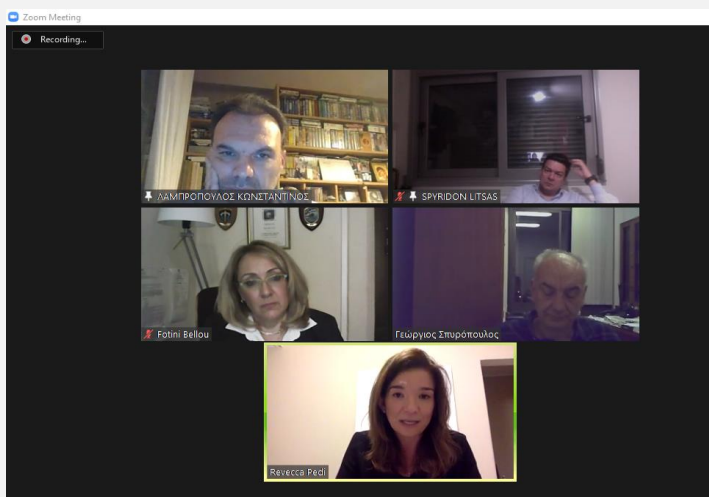 Zoom Meeting
Recording...
ΛΑΜΠΡΟΠΟΥΛΟΣ ΚΩΝΣΤΑΝΤΙΝΟΣ
SPYRIDON LITSAS
Fotini Bellou
Γεώργιος Σπυρόπουλος
Revecca Pedi